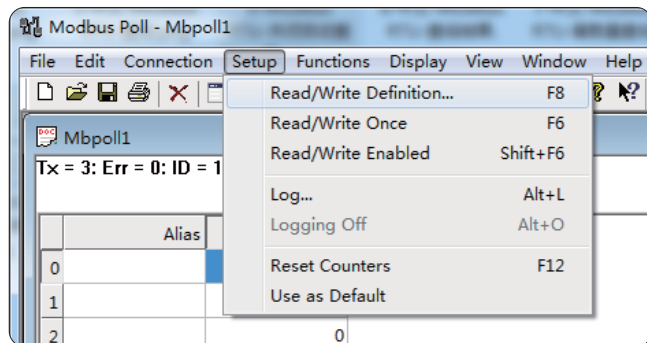 Modbus Poll - Mbpoll1
File Edit Connection Setup Functions Display View Window Help
Read/Write Definition... F8
Read/Write Once F6
Mbpoll1
Read/Write Enabled Shift+F6
Tx = 3: Err = 0: ID = 1
Log... Alt+L
Alias
Logging Off Alt+O
0
Reset Counters F12
1
Use as Default
2
0